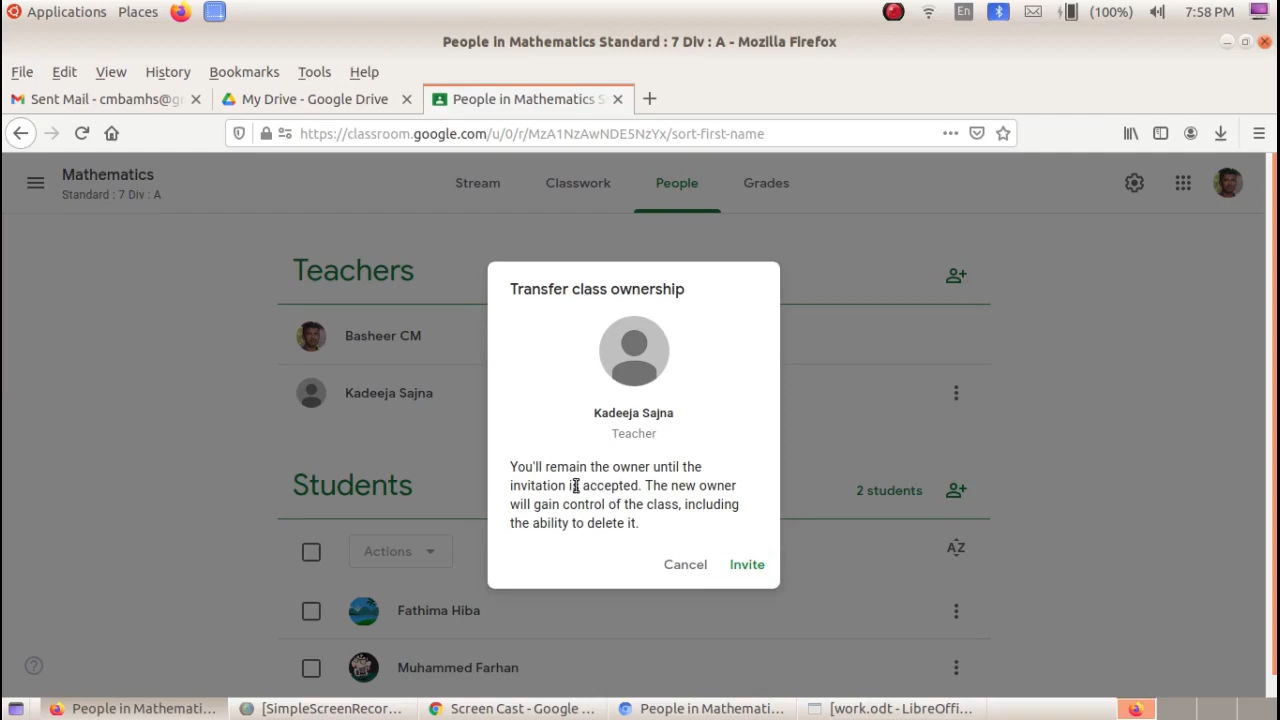 Applications Places En (100%) 7:58 PM
People in Mathematics Standard : 7 Div : A - Mozilla Firefox
File Edit View History Bookmarks Tools Help
Sent Mail - cmbamhs@g My Drive - Google Drive People in Mathematics S
https://classroom.google.com/u/0/r/MzA1NzAwNDE5NzYx/sort-first-name
Mathematics
Standard : 7 Div : A
Stream Classwork People Grades
Teachers
Basheer CM
Kadeeja Sajna
Transfer class ownership
Kadeeja Sajna
Teacher
You'll remain the owner until the
invitation is accepted. The new owner
will gain control of the class, including
the ability to delete it.
Cancel Invite
Students
2 students
Actions
AZ
Fathima Hiba
Muhammed Farhan
People in Mathemati... [SimpleScreenRecor... Screen Cast - Google ... People in Mathemati... [work.odt - LibreOffi...